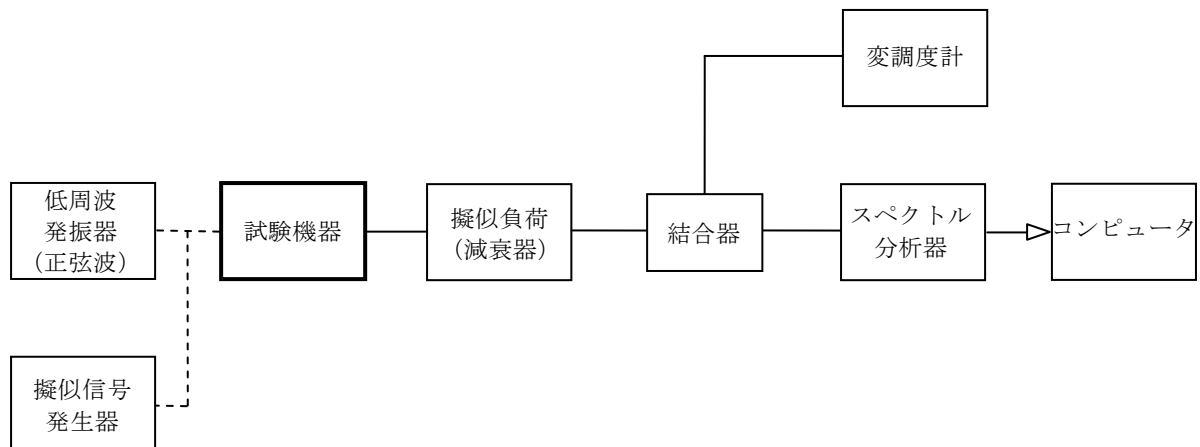 変調度計
低周波
発振器
（正弦波）
試験機器
擬似負荷
（減衰器）
結合器
スペクトル
分析器
コンピュータ
擬似信号
発生器